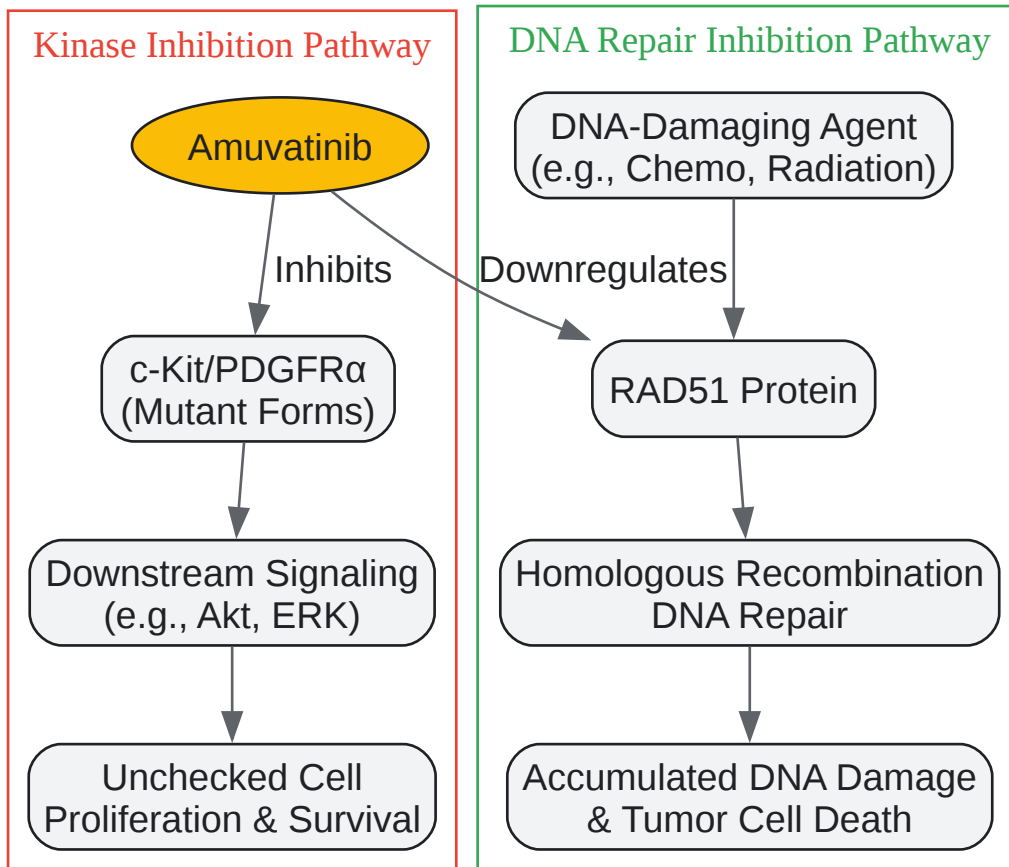 Kinase Inhibition Pathway
Amuvatinib
Inhibits
c-Kit/PDGFRα
(Mutant Forms)
Downstream Signaling
(e.g., Akt, ERK)
Unchecked Cell
Proliferation & Survival
DNA Repair Inhibition Pathway
DNA-Damaging Agent
(e.g., Chemo, Radiation)
Downregulates
RAD51 Protein
Homologous Recombination
DNA Repair
Accumulated DNA Damage
& Tumor Cell Death